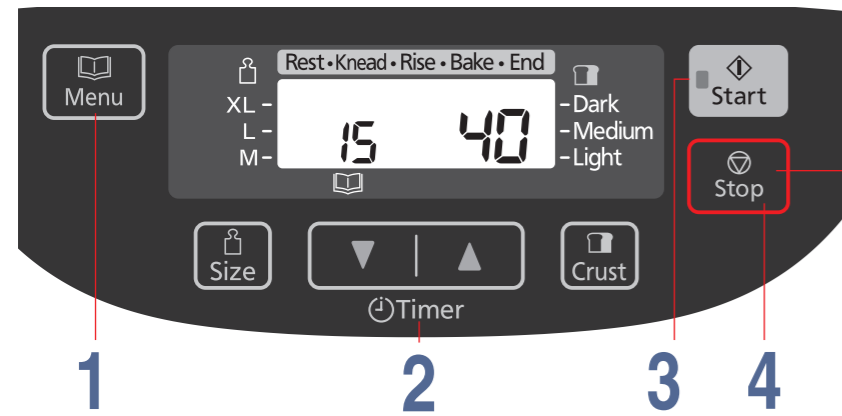 Menu
Rest • Knead • Rise • Bake • End
XL -
L -
M -
15 40
- Dark
- Medium
- Light
Start
Stop
Size
Crust
Timer
1
2
3
4